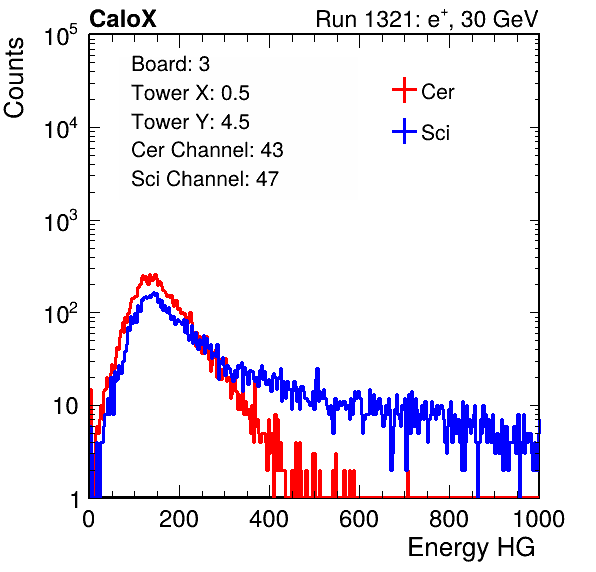 CaloX Run 1321: e⁺, 30 GeV
Board: 3
Tower X: 0.5
Tower Y: 4.5
Cer Channel: 43
Sci Channel: 47
Cer
Sci
Counts
10⁵
10⁴
10³
10²
10
1
0 200 400 600 800 1000
Energy HG